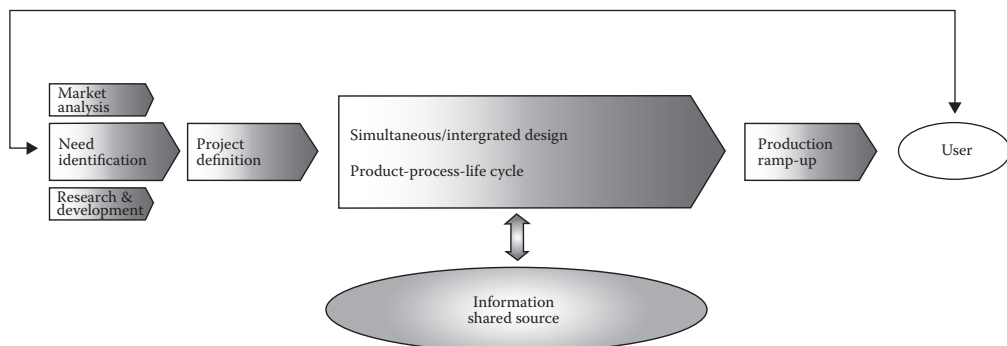 Market
analysis
Need
identification
Research &
development
Project
definition
Simultaneous/intergrated design
Product-process-life cycle
Production
ramp-up
User
Information
shared source